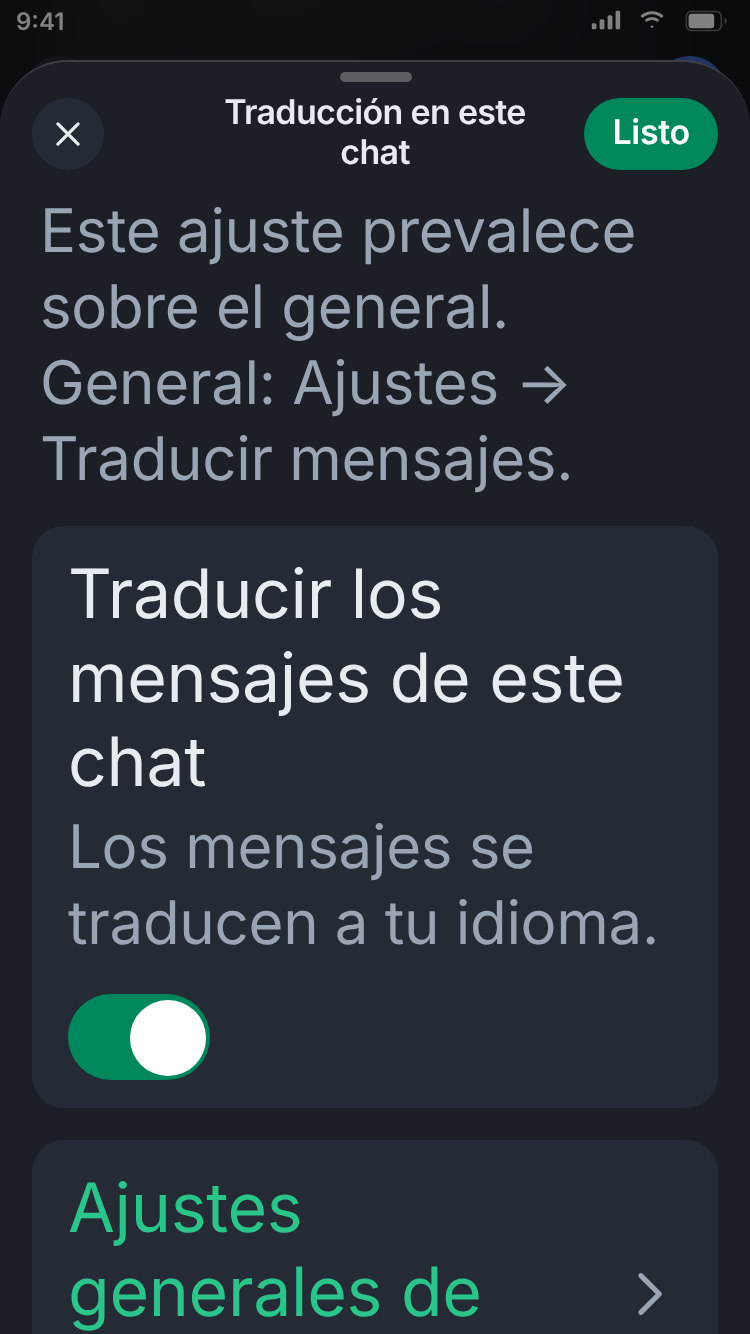 9:41
Traducción en este
chat
Listo
Este ajuste prevalece
sobre el general.
General: Ajustes →
Traducir mensajes.
Traducir los
mensajes de este
chat
Los mensajes se
traducen a tu idioma.
Ajustes
generales de